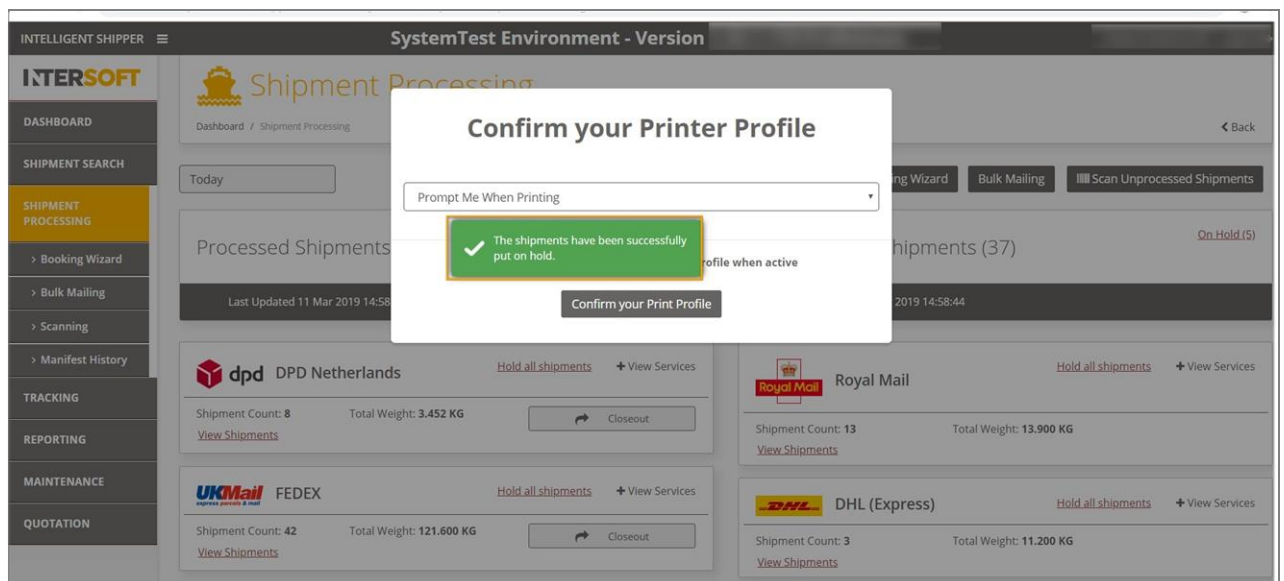 INTELLIGENT SHIPPER
SystemTest Environment - Version
INTERSOFT
Shipment Processing
DASHBOARD
Dashboard / Shipment Processing
Back
Confirm your Printer Profile
SHIPMENT SEARCH
Today
ing Wizard
Bulk Mailing
Scan Unprocessed Shipments
Prompt Me When Printing
SHIPMENT
PROCESSING
Processed Shipments
The shipments have been successfully
put on hold.
rofile when active
hipments (37)
On Hold (5)
> Booking Wizard
> Bulk Mailing
Last Updated 11 Mar 2019 14:58
Confirm your Print Profile
2019 14:58:44
> Scanning
> Manifest History
dpd DPD Netherlands
Hold all shipments
+ View Services
Royal Mail
Royal Mail
Hold all shipments
+ View Services
TRACKING
Shipment Count: 8
Total Weight: 3.452 KG
Closeout
View Shipments
Shipment Count: 13
Total Weight: 13.900 KG
View Shipments
REPORTING
MAINTENANCE
UKMail
express parcels & mail
FEDEX
Hold all shipments
+ View Services
DHL
DHL (Express)
Hold all shipments
+ View Services
QUOTATION
Shipment Count: 42
Total Weight: 121.600 KG
Closeout
View Shipments
Shipment Count: 3
Total Weight: 11.200 KG
View Shipments